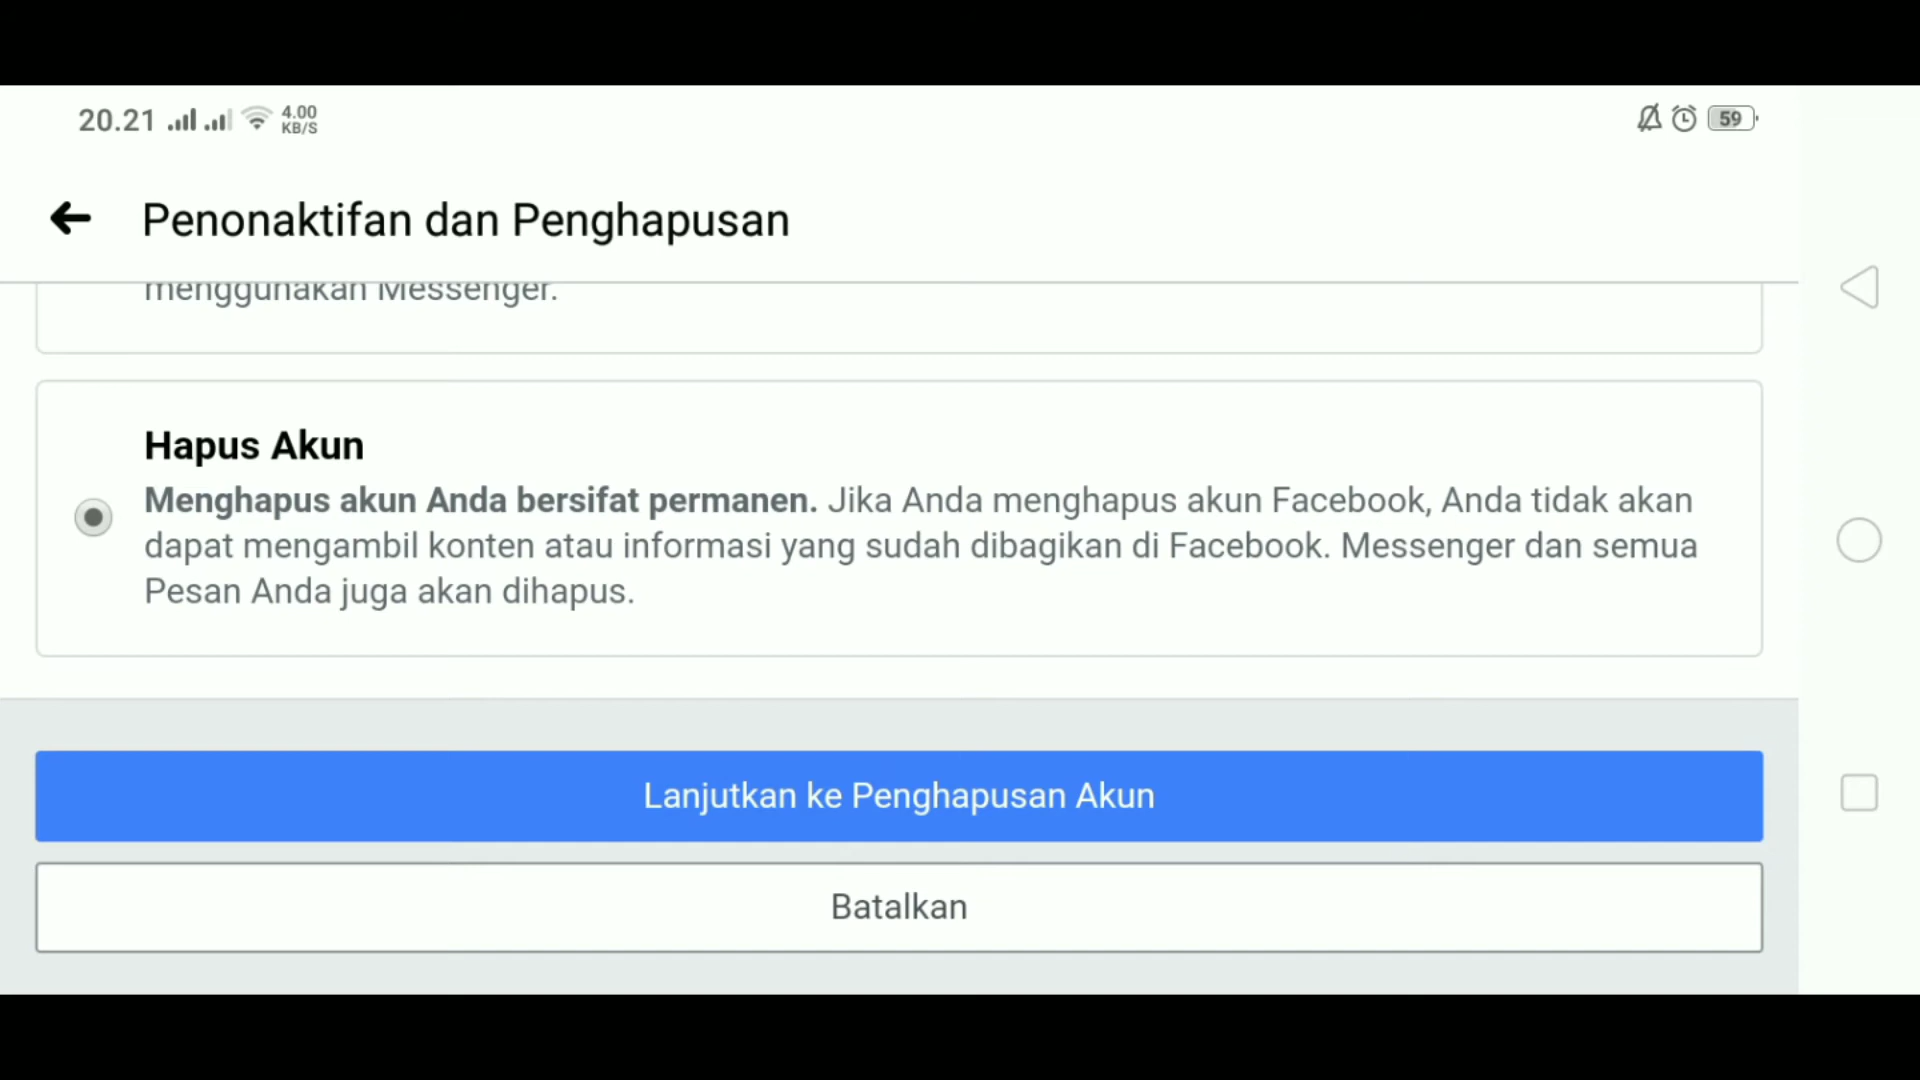 20.21 4.00 KB/S 59
Penonaktifan dan Penghapusan
menggunakan Messenger.
Hapus Akun
Menghapus akun Anda bersifat permanen. Jika Anda menghapus akun Facebook, Anda tidak akan
dapat mengambil konten atau informasi yang sudah dibagikan di Facebook. Messenger dan semua
Pesan Anda juga akan dihapus.
Lanjutkan ke Penghapusan Akun
Batalkan